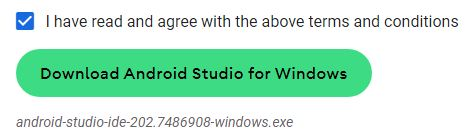 I have read and agree with the above terms and conditions
Download Android Studio for Windows
android-studio-ide-202.7486908-windows.exe